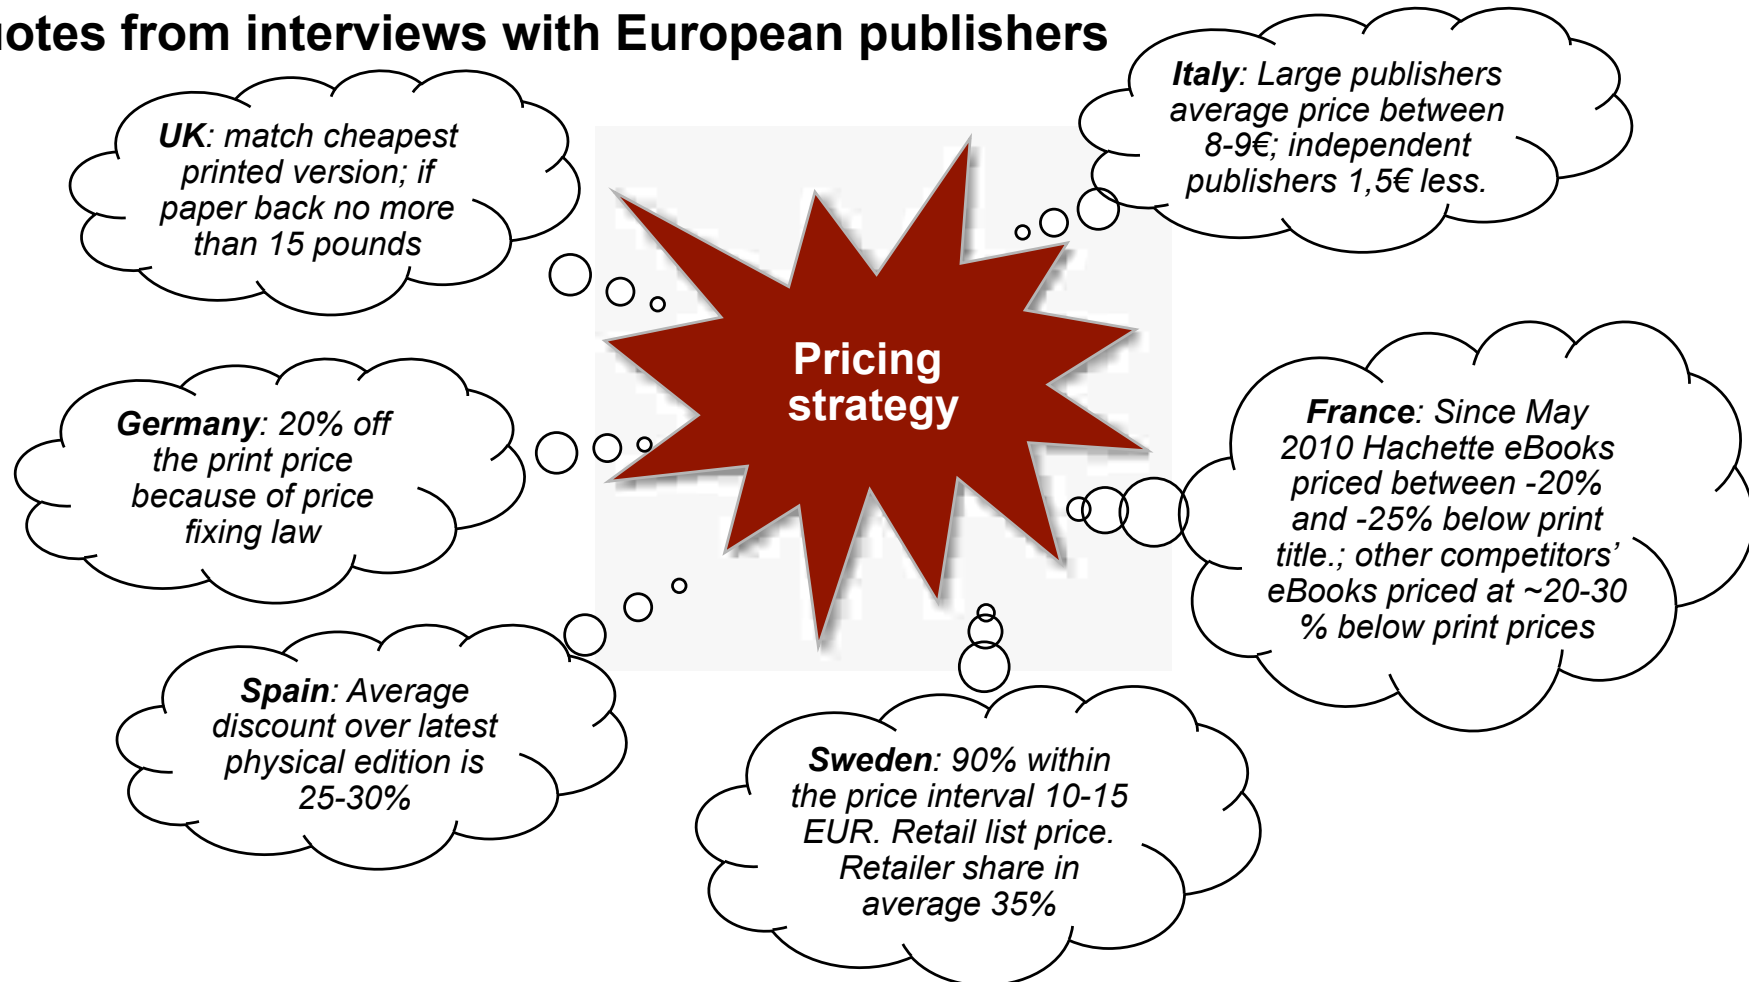 uotes from interviews with European publishers
UK: match cheapest
printed version; if
paper back no more
than 15 pounds
Italy: Large publishers
average price between
8-9€; independent
publishers 1,5€ less.
Pricing
strategy
Germany: 20% off
the print price
because of price
fixing law
France: Since May
2010 Hachette eBooks
priced between -20%
and -25% below print
title.; other competitors’
eBooks priced at ~20-30
% below print prices
Spain: Average
discount over latest
physical edition is
25-30%
Sweden: 90% within
the price interval 10-15
EUR. Retail list price.
Retailer share in
average 35%